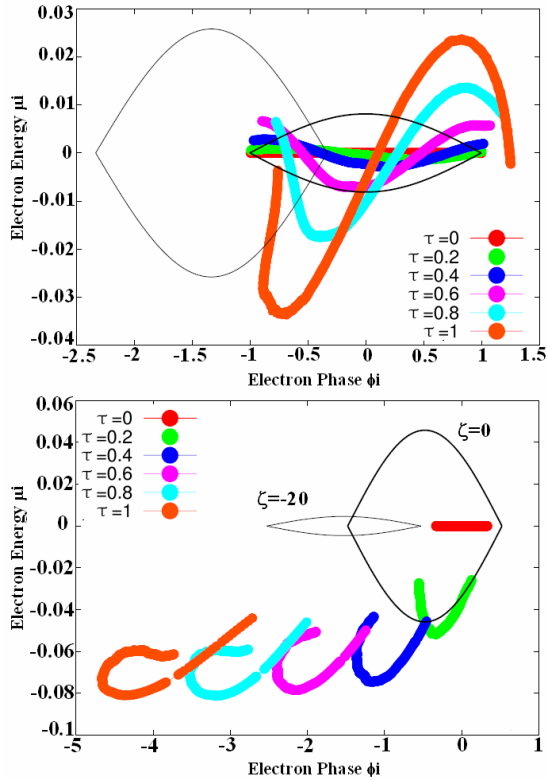 0.03
0.02
0.01
0
-0.01
-0.02
-0.03
-0.04
Electron Energy μi
τ=0
τ=0.2
τ=0.4
τ=0.6
τ=0.8
τ=1
-2.5 -2 -1.5 -1 -0.5 0 0.5 1 1.5
Electron Phase ϕi
0.06
0.04
0.02
0
-0.02
-0.04
-0.06
-0.08
-0.1
Electron Energy μi
τ=0
τ=0.2
τ=0.4
τ=0.6
τ=0.8
τ=1
ζ=0
ζ=-20
-5 -4 -3 -2 -1 0 1
Electron Phase ϕi